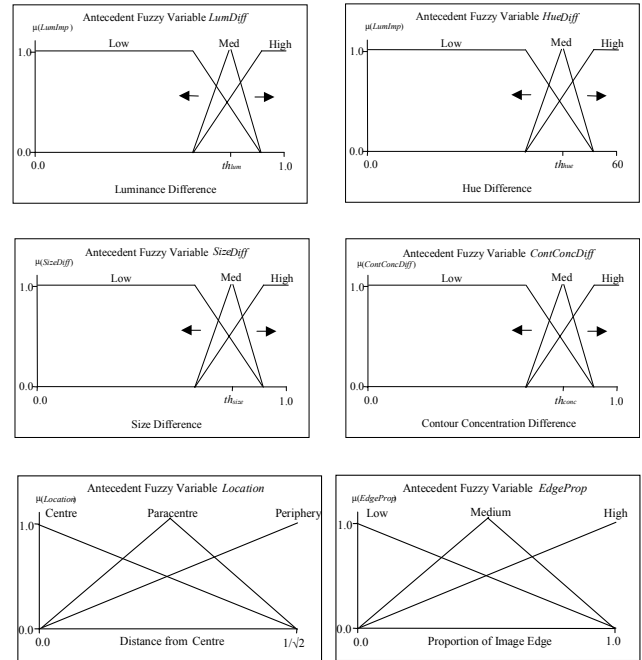 Antecedent Fuzzy Variable LumDiff
μ(LumImp)
Low Med High
1.0
0.0
0.0 thlum 1.0
Luminance Difference
Antecedent Fuzzy Variable HueDiff
μ(LumImp)
Low Med High
1.0
0.0
0.0 thhue 60
Hue Difference
Antecedent Fuzzy Variable SizeDiff
μ(SizeDiff)
Low Med High
1.0
0.0
0.0 thsize 1.0
Size Difference
Antecedent Fuzzy Variable ContConcDiff
μ(ContConcDiff)
Low Med High
1.0
0.0
0.0 thconc 1.0
Contour Concentration Difference
Antecedent Fuzzy Variable Location
μ(Location)
Centre Paracentre Periphery
1.0
0.0
0.0 Distance from Centre 1/√2
Antecedent Fuzzy Variable EdgeProp
μ(EdgeProp)
Low Medium High
1.0
0.0
0.0 Proportion of Image Edge 1.0